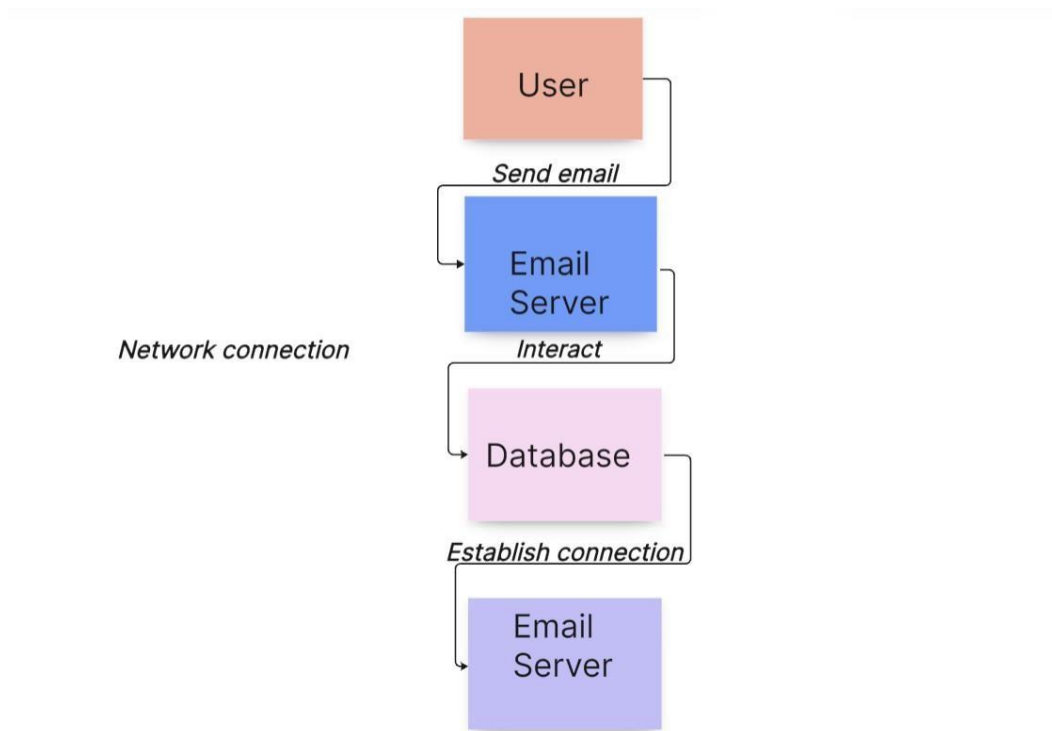 User
Send email
Email
Server
Network connection
Interact
Database
Establish connection
Email
Server